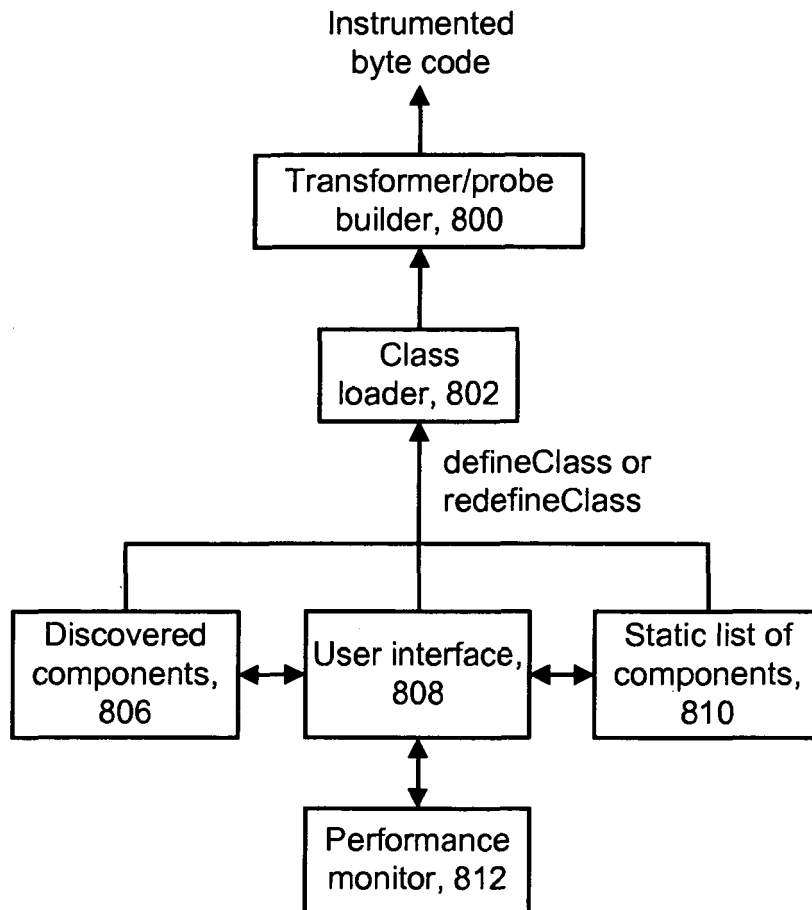 Instrumented
byte code
Transformer/probe
builder, 800
Class
loader, 802
defineClass or
redefineClass
Discovered
components,
806
User interface,
808
Static list of
components,
810
Performance
monitor, 812